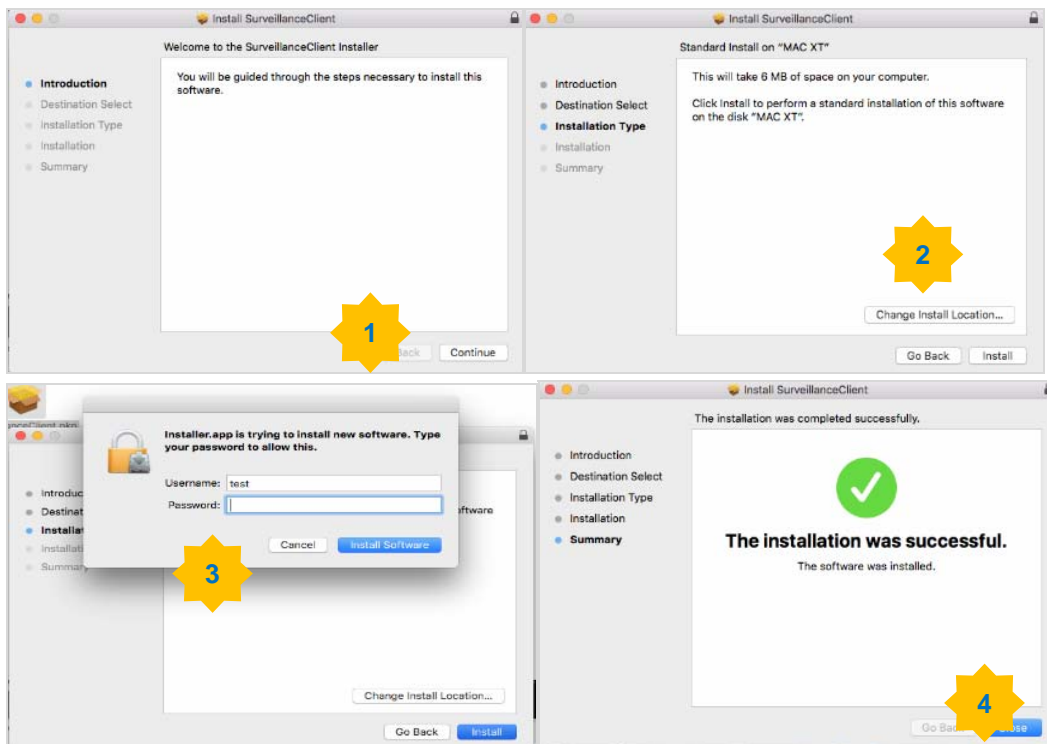 Install SurveillanceClient
Welcome to the SurveillanceClient Installer
Introduction
Destination Select
Installation Type
Installation
Summary
You will be guided through the steps necessary to install this
software.
1
Continue
Install SurveillanceClient
Standard Install on "MAC XT"
Introduction
Destination Select
Installation Type
Installation
Summary
This will take 6 MB of space on your computer.
Click Install to perform a standard installation of this software
on the disk "MAC XT".
2
Change Install Location...
Go Back
Install
Installer.app is trying to install new software. Type
your password to allow this.
Username:
test
Password:
Cancel
Install Software
Summary
3
Change Install Location...
Go Back
Install
Install SurveillanceClient
The installation was completed successfully.
Introduction
Destination Select
Installation Type
Installation
Summary
The installation was successful.
The software was installed.
4